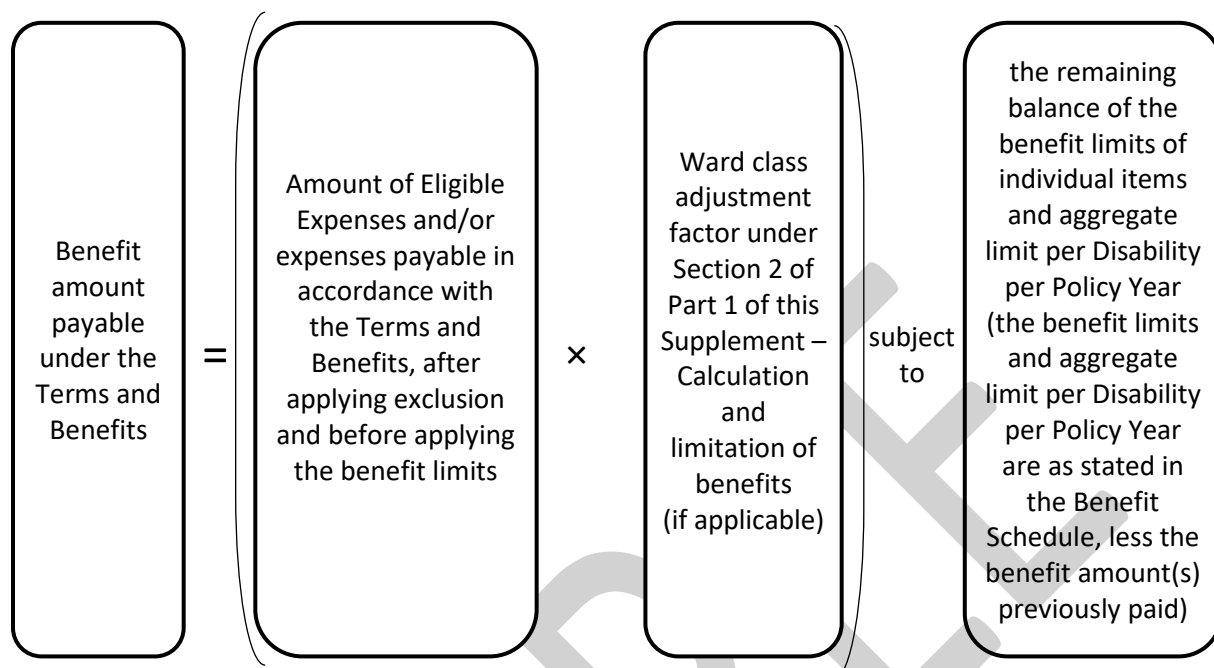 Benefit
amount
payable
under the
Terms and
Benefits
=
Amount of Eligible
Expenses and/or
expenses payable in
accordance with
the Terms and
Benefits, after
applying exclusion
and before applying
the benefit limits
×
Ward class
adjustment
factor under
Section 2 of
Part 1 of this
Supplement –
Calculation
and
limitation of
benefits
(if applicable)
subject
to
the remaining
balance of the
benefit limits of
individual items
and aggregate
limit per Disability
per Policy Year
(the benefit limits
and aggregate
limit per Disability
per Policy Year
are as stated in
the Benefit
Schedule, less the
benefit amount(s)
previously paid)